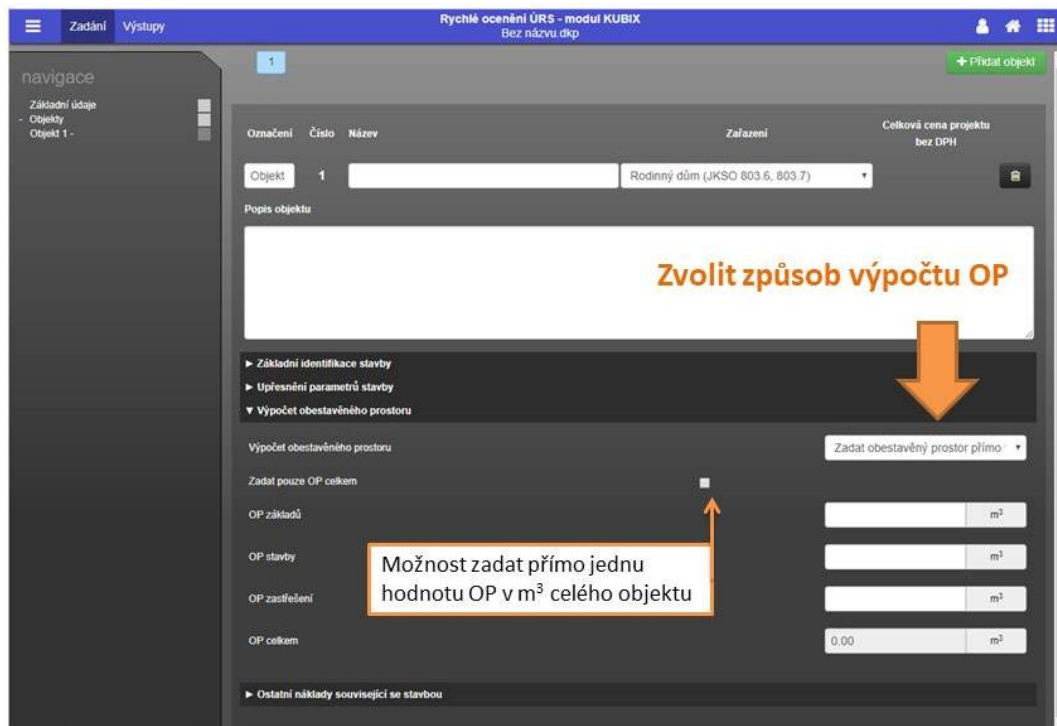 Zadání Výstupy
Rychlé ocenění ÚRS - modul KUBIX
Bez názvu.dkp
navigace
Základní údaje
- Objekty
Objekt 1 -
1
+ Přidat objekt
Označení Číslo Název Zařazení Celková cena projektu
bez DPH
Objekt 1 Rodinný dům (JKSO 803.6, 803.7)
Popis objektu
Zvolit způsob výpočtu OP
► Základní identifikace stavby
► Upřesnění parametrů stavby
▼ Výpočet obestavěného prostoru
Výpočet obestavěného prostoru Zadat obestavěný prostor přímo
Zadat pouze OP celkem
OP základů m³
OP stavby m³
Možnost zadat přímo jednu
hodnotu OP v m³ celého objektu
OP zastřešení m³
OP celkem 0.00 m³
► Ostatní náklady související se stavbou